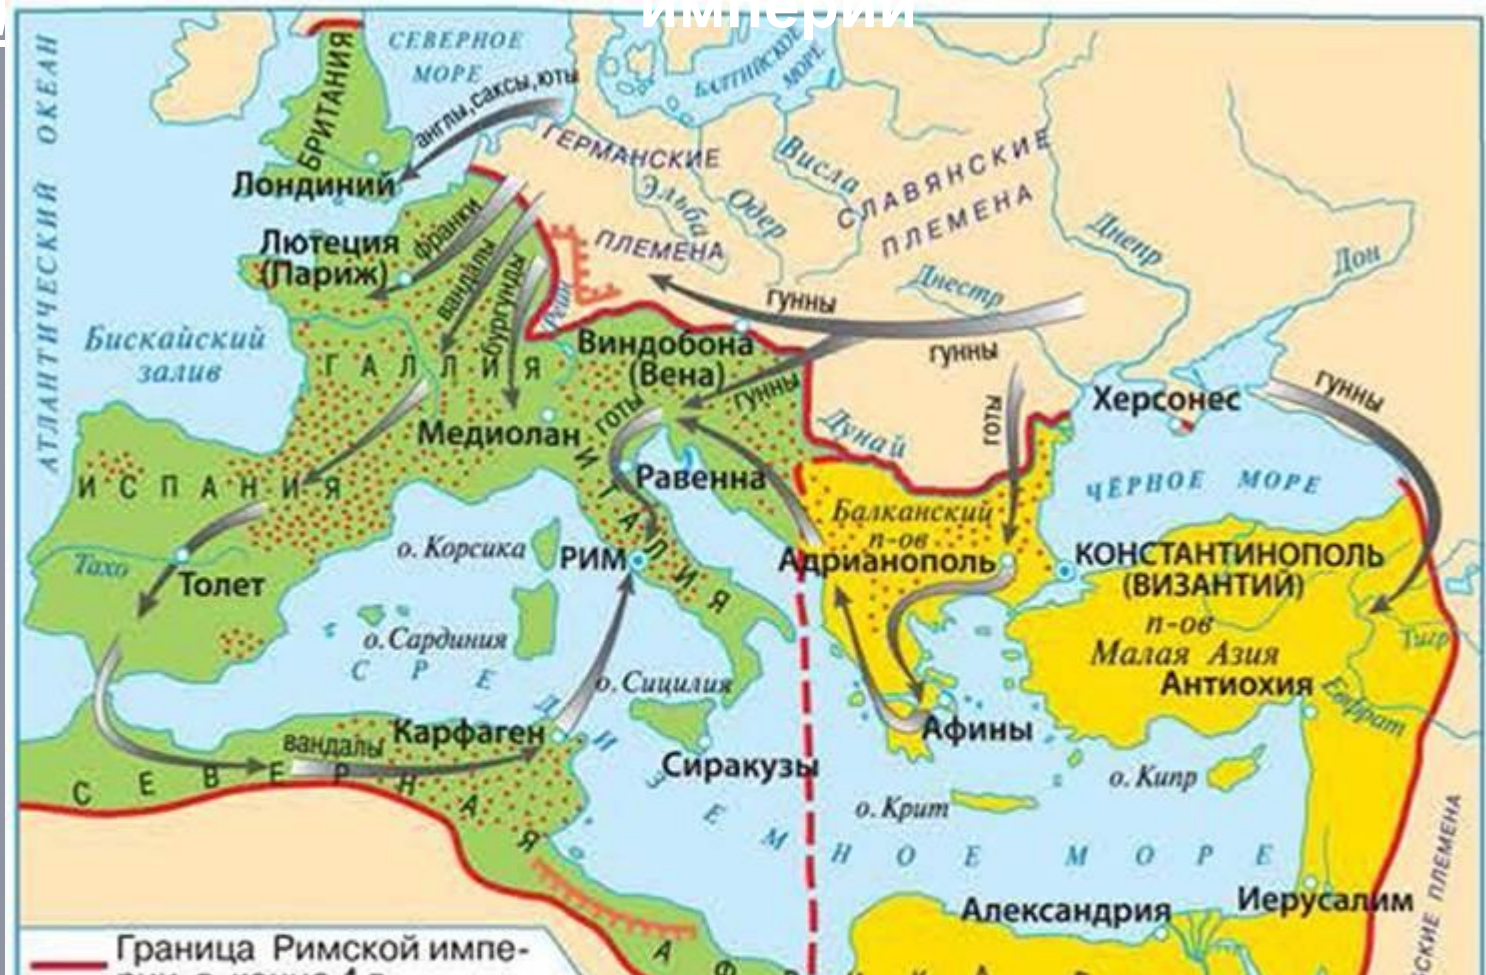 империи
СЕВЕРНОЕ
МОРЕ
БАЛТИЙСКОЕ
МОРЕ
АТЛАНТИЧЕСКИЙ ОКЕАН
БРИТАНИЯ
англы,саксы,юты
Лондиний
ГЕРМАНСКИЕ
ПЛЕМЕНА
Эльба
Одер
Висла
СЛАВЯНСКИЕ
ПЛЕМЕНА
Днепр
Дон
Днестр
Лютеция
(Париж)
франки
вандалы
бургунды
Рейн
гунны
гунны
гунны
гунны
Бискайский
залив
ГАЛЛИЯ
Виндобона
(Вена)
готы
готы
Дунай
Херсонес
Медиолан
ИСПАНИЯ
ИТАЛИЯ
Равенна
ЧЁРНОЕ МОРЕ
Балканский
п-ов
о. Корсика
РИМ
Адрианополь
КОНСТАНТИНОПОЛЬ
(ВИЗАНТИЙ)
Тахо
Толет
п-ов
Малая Азия
Тигр
о. Сардиния
Антиохия
Евфрат
о. Сицилия
СРЕДИЗЕМНОЕ МОРЕ
Карфаген
вандалы
Афины
Сиракузы
о. Кипр
о. Крит
СЕВЕРНАЯ
Александрия
Иерусалим
СКИЕ ПЛЕМЕНА
Граница Римской импе-